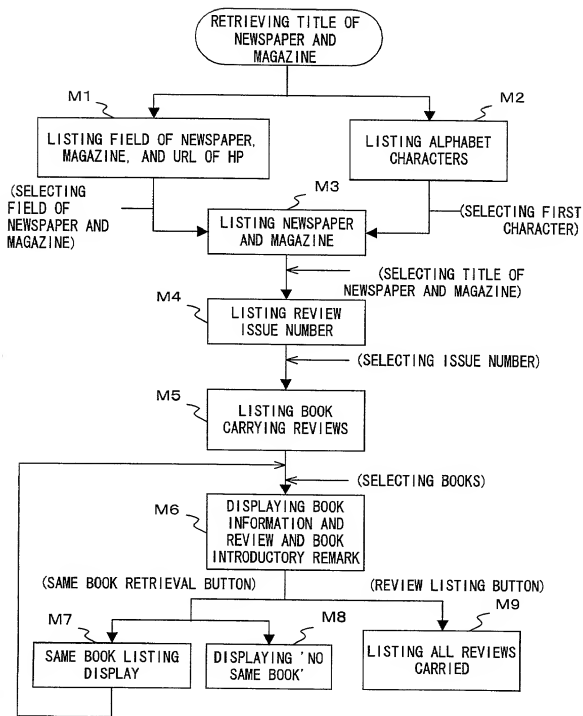 RETRIEVING TITLE OF
NEWSPAPER AND
MAGAZINE
M1
LISTING FIELD OF NEWSPAPER,
MAGAZINE, AND URL OF HP
M2
LISTING ALPHABET
CHARACTERS
(SELECTING
FIELD OF
NEWSPAPER AND
MAGAZINE)
M3
LISTING NEWSPAPER
AND MAGAZINE
(SELECTING FIRST
CHARACTER)
(SELECTING TITLE OF
NEWSPAPER AND MAGAZINE)
M4
LISTING REVIEW
ISSUE NUMBER
(SELECTING ISSUE NUMBER)
M5
LISTING BOOK
CARRYING REVIEWS
(SELECTING BOOKS)
M6
DISPLAYING BOOK
INFORMATION AND
REVIEW AND BOOK
INTRODUCTORY REMARK
(SAME BOOK RETRIEVAL BUTTON)
(REVIEW LISTING BUTTON)
M7
SAME BOOK LISTING
DISPLAY
M8
DISPLAYING 'NO
SAME BOOK'
M9
LISTING ALL REVIEWS
CARRIED